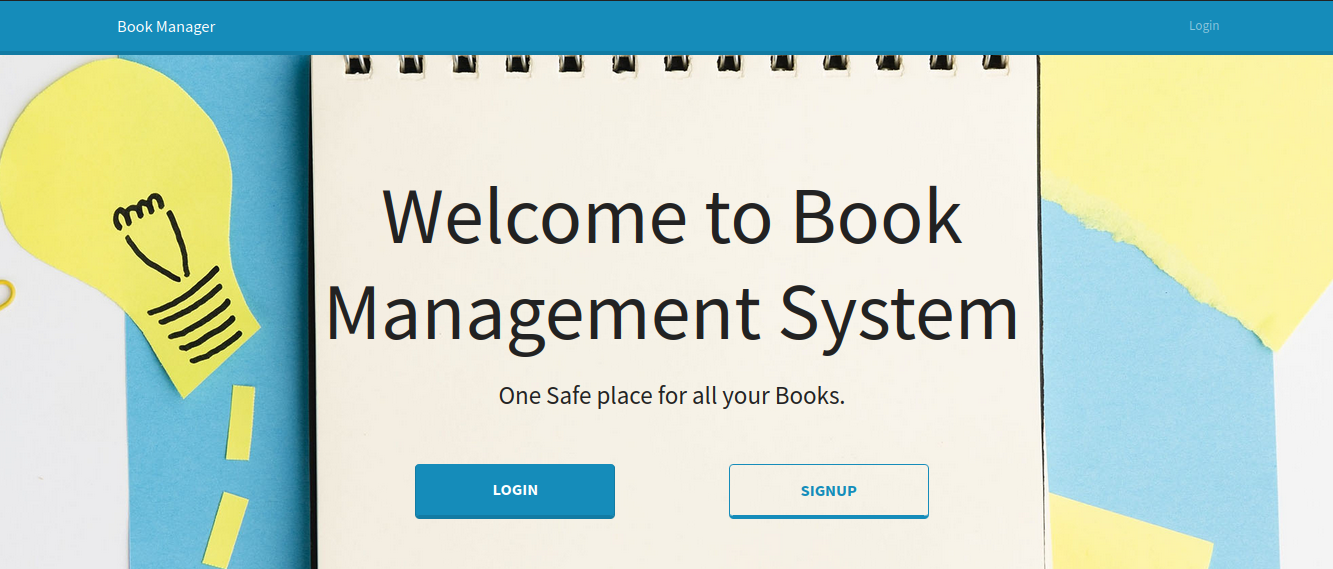 Book Manager
Login
Welcome to Book
Management System
One Safe place for all your Books.
LOGIN
SIGNUP